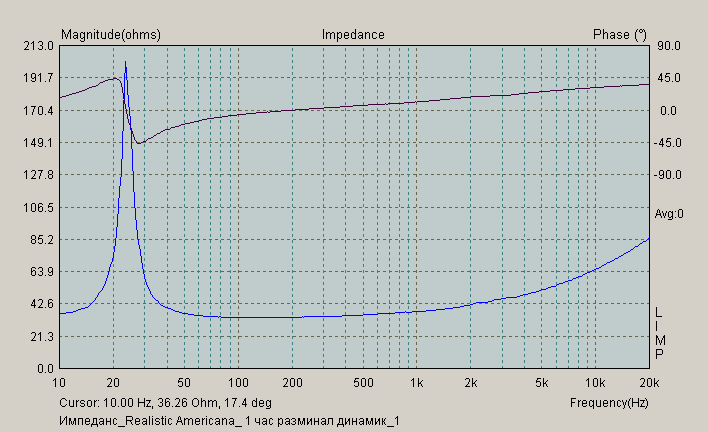 Magnitude(ohms) Impedance Phase (º)
213.0 90.0
191.7 45.0
170.4 0.0
149.1 -45.0
127.8 -90.0
106.5
Avg:0
85.2
63.9
42.6
21.3
0.0
L
I
M
P
10 20 50 100 200 500 1k 2k 5k 10k 20k
Cursor: 10.00 Hz, 36.26 Ohm, 17.4 deg Frequency(Hz)
Импеданс_Realistic Americana_ 1 час разминал динамик_1